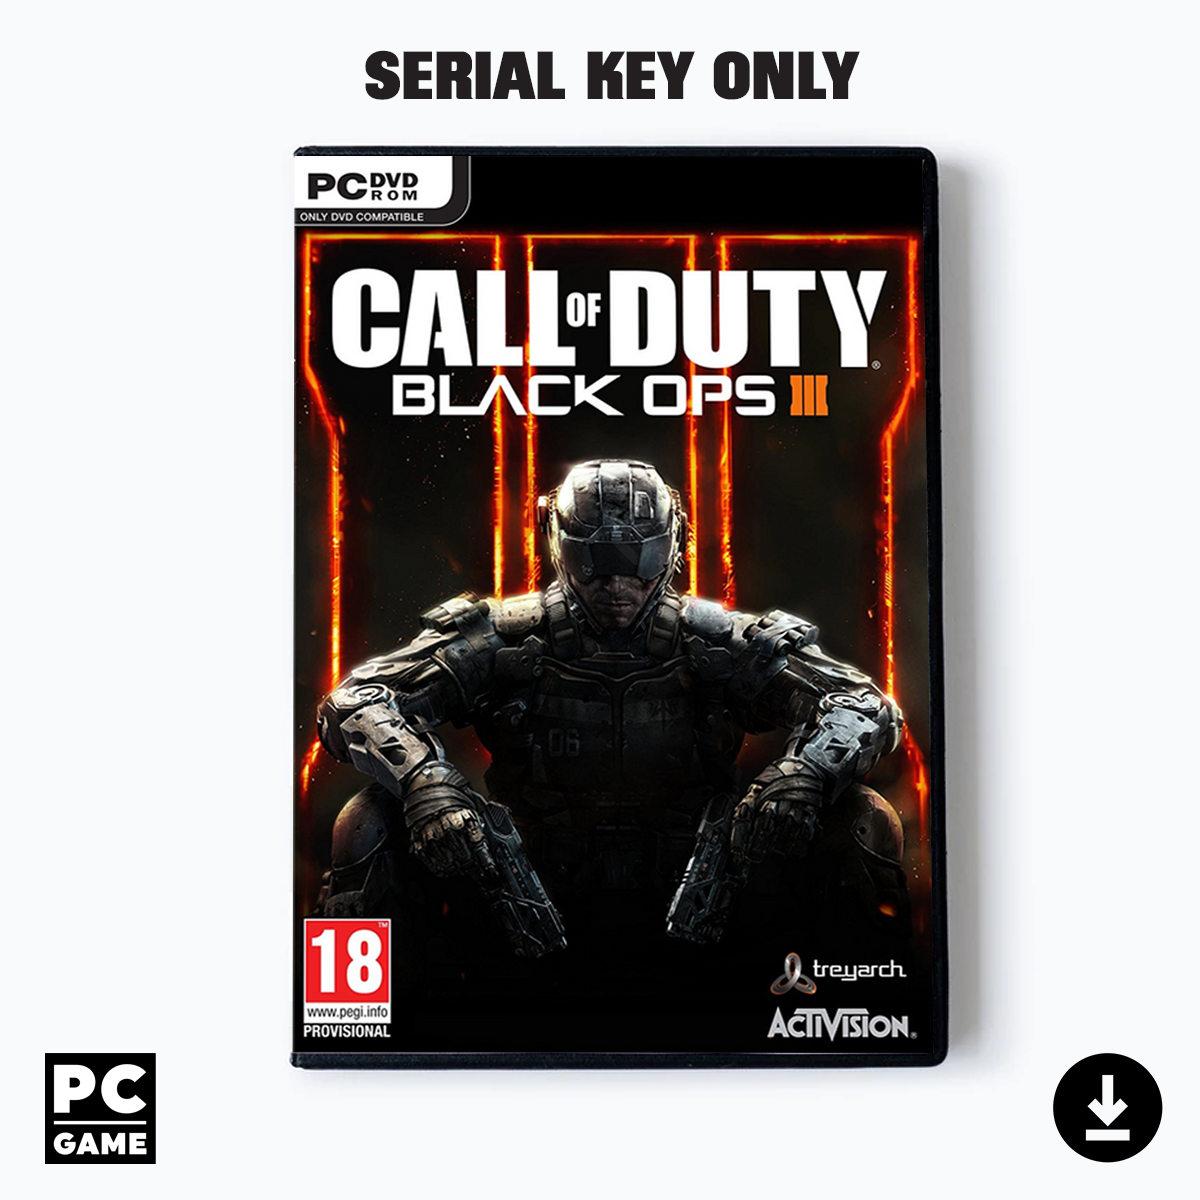 SERIAL KEY ONLY
PC DVD ROM
ONLY DVD COMPATIBLE
CALL OF DUTY®
BLACK OPS III
06
18™
www.pegi.info
PROVISIONAL
treyarch
ACTIVISION®
PC
GAME